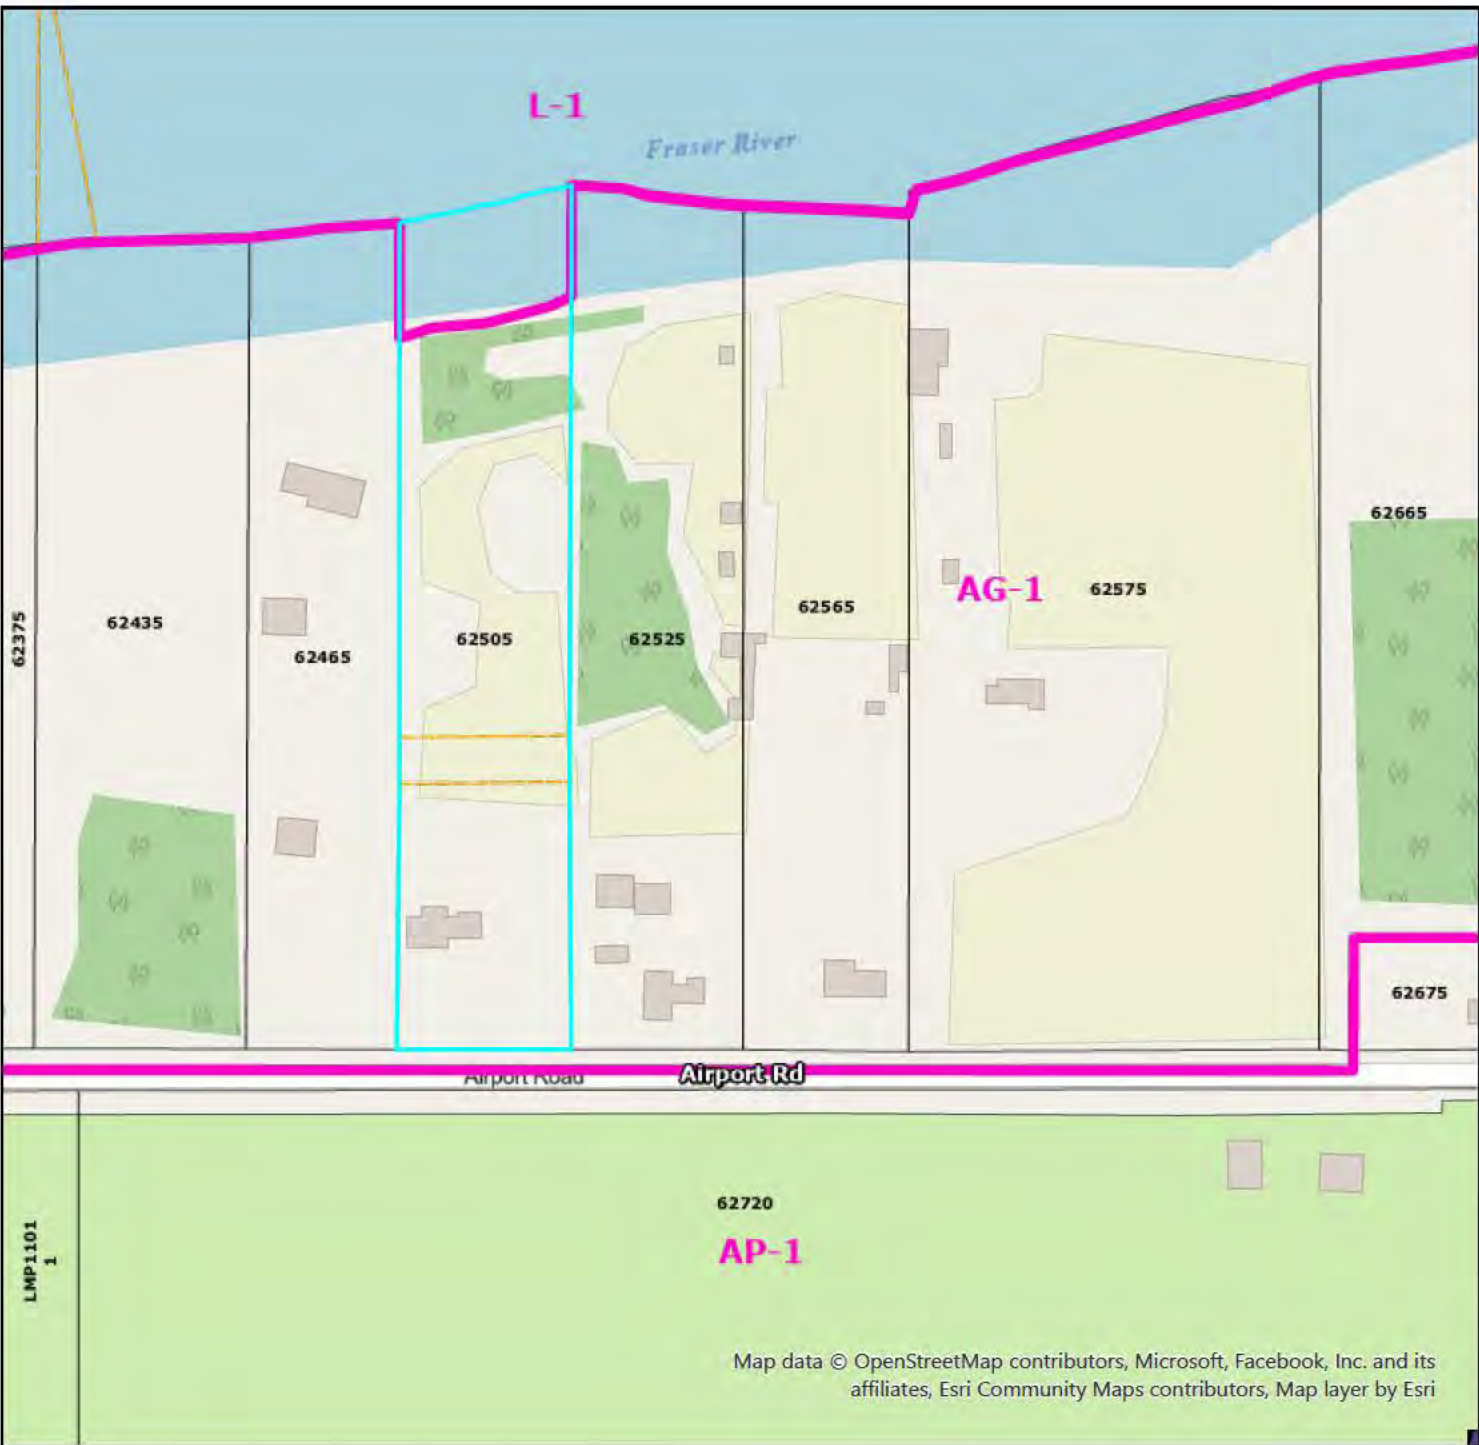 L-1
Fraser River
62665
AG-1
62575
62565
62435
62375
62505
62525
62465
62675
Airport Road
Airport Rd
62720
LMP1101
1
AP-1
Map data © OpenStreetMap contributors, Microsoft, Facebook, Inc. and its
affiliates, Esri Community Maps contributors, Map layer by Esri